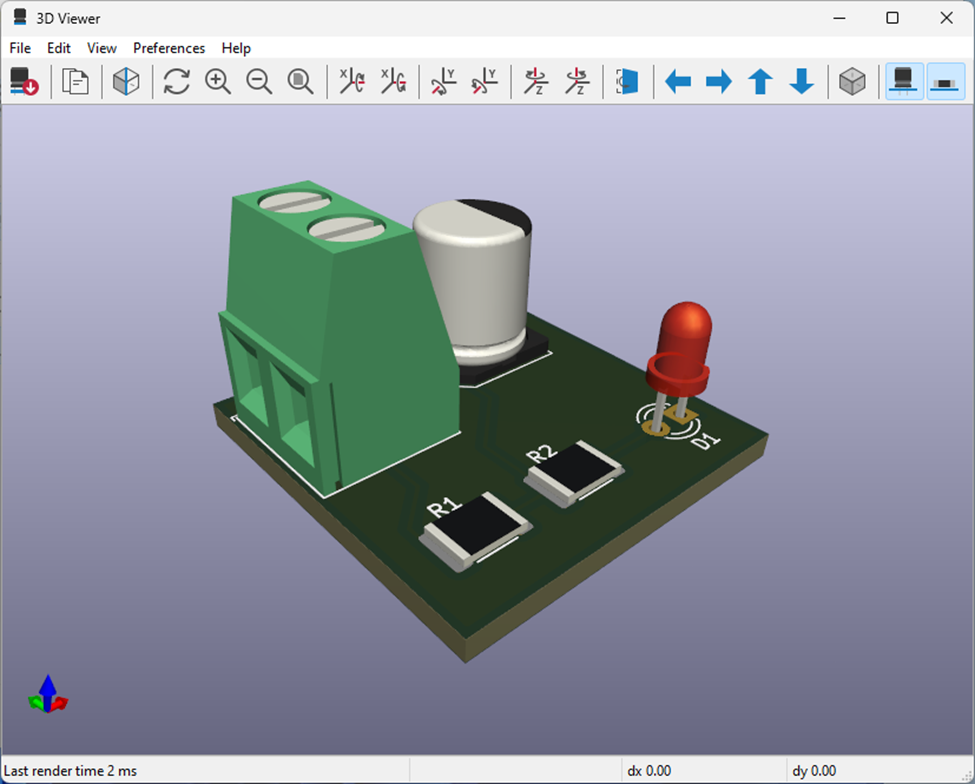 3D Viewer
File Edit View Preferences Help
X X Y Y Z Z
R2
D1
R1
Last render time 2 ms dx 0.00 dy 0.00